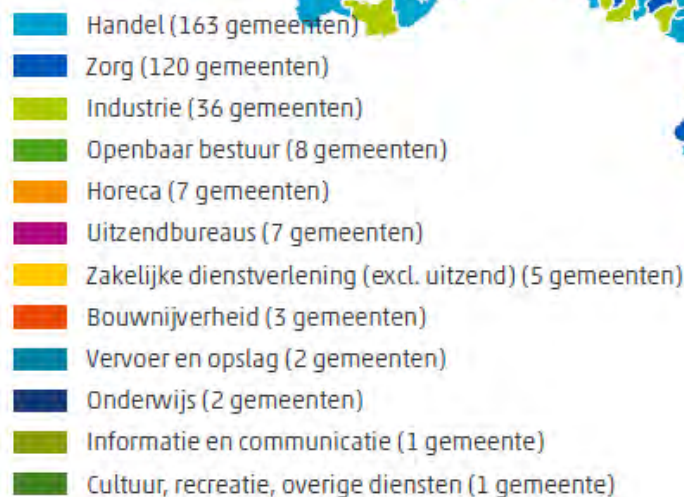 Handel (163 gemeenten)
Zorg (120 gemeenten)
Industrie (36 gemeenten)
Openbaar bestuur (8 gemeenten)
Horeca (7 gemeenten)
Uitzendbureaus (7 gemeenten)
Zakelijke dienstverlening (excl. uitzend) (5 gemeenten)
Bouwnijverheid (3 gemeenten)
Vervoer en opslag (2 gemeenten)
Onderwijs (2 gemeenten)
Informatie en communicatie (1 gemeente)
Cultuur, recreatie, overige diensten (1 gemeente)